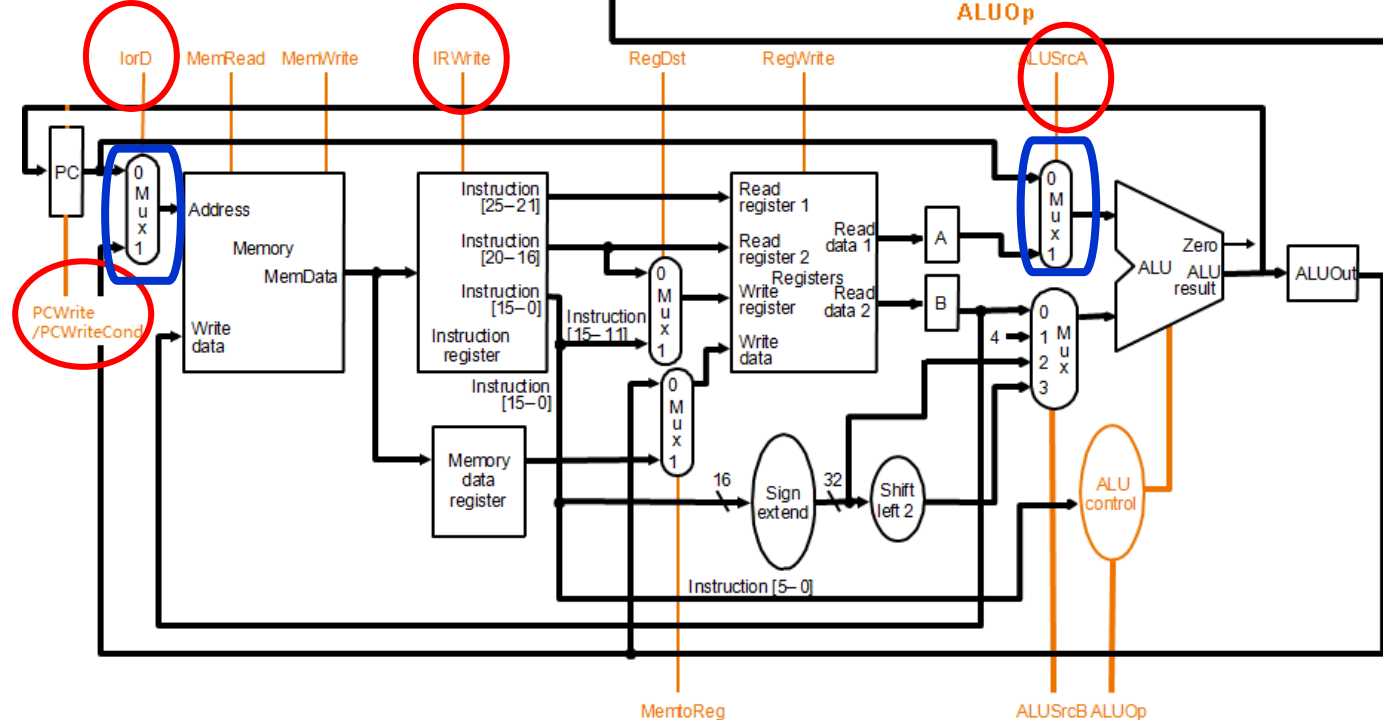 ALUOp
IorD
MemRead
MemWrite
IRWrite
RegDst
RegWrite
ALUSrcA
PC
0
M
u
x
1
Address
Memory
MemData
Write
data
PCWrite
/PCWriteCond
Instruction
[25–21]
Instruction
[20–16]
Instruction
[15–0]
Instruction
register
Instruction
[15–0]
Instruction
[15–11]
0
M
u
x
1
0
M
u
x
1
Memory
data
register
Read
register 1
Read
register 2
Registers
Write
register
Write
data
Read
data 1
Read
data 2
A
B
4
0
M
u
x
1
0
1
2
3
M
u
x
Zero
ALU
ALU
result
ALUOut
16
Sign
extend
32
Shift
left 2
ALU
control
Instruction [5–0]
MemtoReg
ALUSrcB
ALUOp